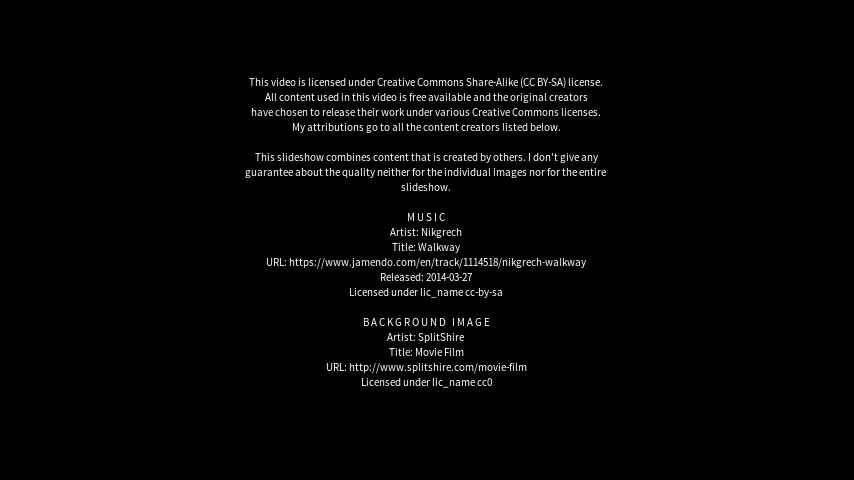 This video is licensed under Creative Commons Share-Alike (CC BY-SA) license.
All content used in this video is free available and the original creators
have chosen to release their work under various Creative Commons licenses.
My attributions go to all the content creators listed below.
This slideshow combines content that is created by others. I don't give any
guarantee about the quality neither for the individual images nor for the entire
slideshow.
MUSIC
Artist: Nikgrech
Title: Walkway
URL: https://www.jamendo.com/en/track/1114518/nikgrech-walkway
Released: 2014-03-27
Licensed under lic_name cc-by-sa
BACKGROUND IMAGE
Artist: SplitShire
Title: Movie Film
URL: http://www.splitshire.com/movie-film
Licensed under lic_name cc0